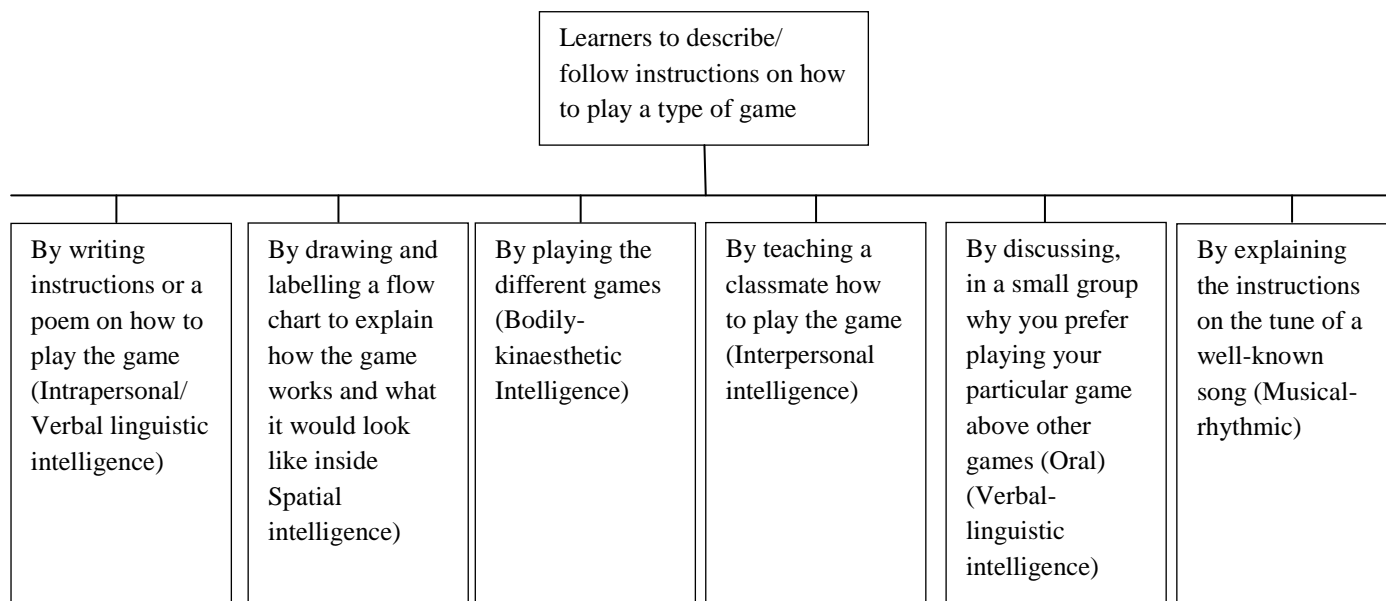 Learners to describe/
follow instructions on how
to play a type of game
By writing
instructions or a
poem on how to
play the game
(Intrapersonal/
Verbal linguistic
intelligence)
By drawing and
labelling a flow
chart to explain
how the game
works and what
it would look
like inside
Spatial
intelligence)
By playing the
different games
(Bodily-
kinaesthetic
Intelligence)
By teaching a
classmate how
to play the game
(Interpersonal
intelligence)
By discussing,
in a small group
why you prefer
playing your
particular game
above other
games (Oral)
(Verbal-
linguistic
intelligence)
By explaining
the instructions
on the tune of a
well-known
song (Musical-
rhythmic)